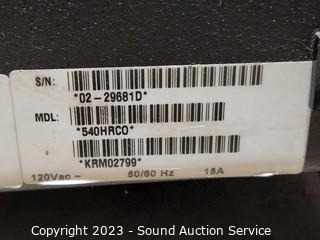 S/N:
*02-29681D*
MDL:
*540HRCO*
*KRM02799*
120Vac ~ 50/60 Hz 15A
Copyright 2023 - Sound Auction Service